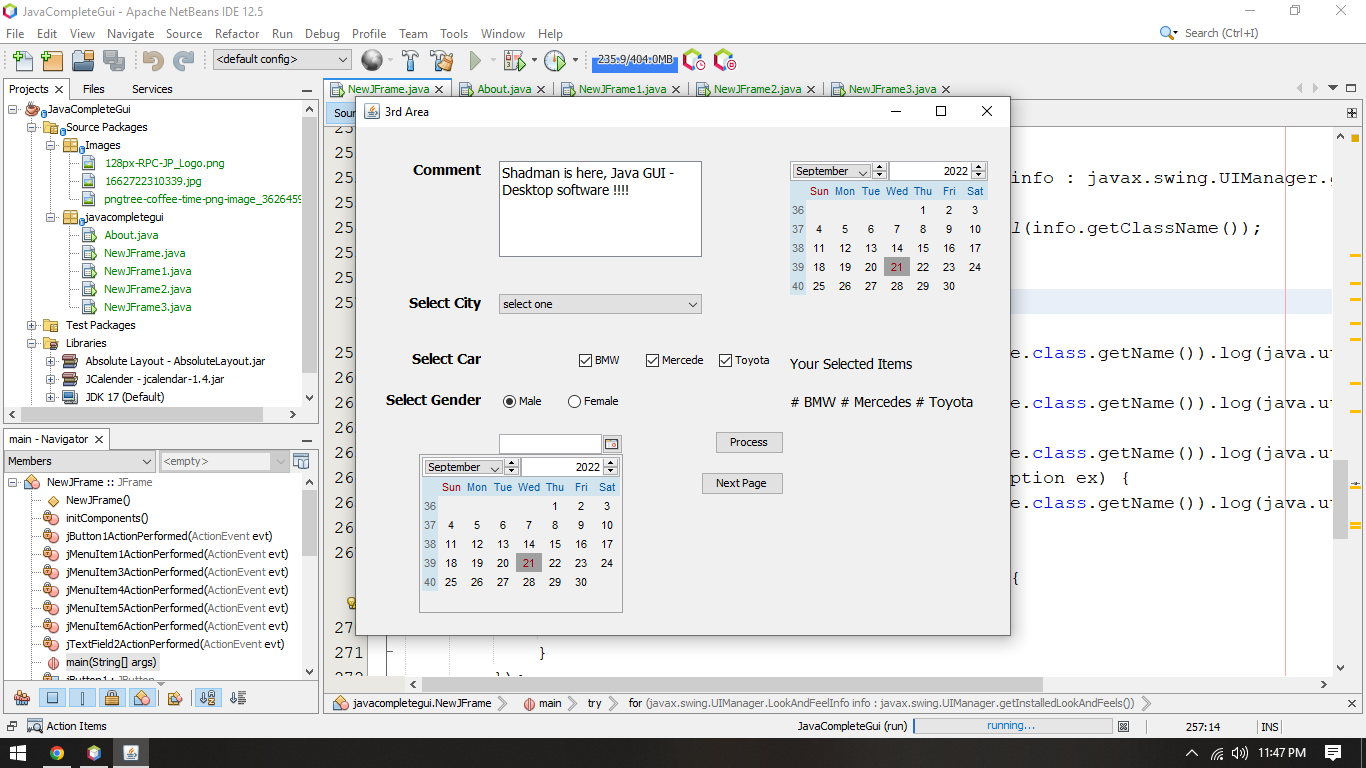 JavaCompleteGui - Apache NetBeans IDE 12.5
File Edit View Navigate Source Refactor Run Debug Profile Team Tools Window Help
Search (Ctrl+I)
<default config>
235.9/404.0MB
Projects Files Services
JavaCompleteGui
Source Packages
Images
128px-RPC-JP_Logo.png
1662722310339.jpg
pngtree-coffee-time-png-image_3626459
javacompletegui
About.java
NewJFrame.java
NewJFrame1.java
NewJFrame2.java
NewJFrame3.java
Test Packages
Libraries
Absolute Layout - AbsoluteLayout.jar
JCalender - jcalendar-1.4.jar
JDK 17 (Default)
main - Navigator
Members
<empty>
NewJFrame :: JFrame
NewJFrame()
initComponents()
jButton1ActionPerformed(ActionEvent evt)
jMenuItem1ActionPerformed(ActionEvent evt)
jMenuItem3ActionPerformed(ActionEvent evt)
jMenuItem4ActionPerformed(ActionEvent evt)
jMenuItem5ActionPerformed(ActionEvent evt)
jMenuItem6ActionPerformed(ActionEvent evt)
jTextField2ActionPerformed(ActionEvent evt)
main(String[] args)
jButton1 : JButton
NewJFrame.java About.java NewJFrame1.java NewJFrame2.java NewJFrame3.java
Sour
3rd Area
Comment
Shadman is here, Java GUI -
Desktop software !!!!
Select City
select one
Select Car
BMW Mercede Toyota
Select Gender
Male Female
September 2022
Sun Mon Tue Wed Thu Fri Sat
36 1 2 3
37 4 5 6 7 8 9 10
38 11 12 13 14 15 16 17
39 18 19 20 21 22 23 24
40 25 26 27 28 29 30
Your Selected Items
# BMW # Mercedes # Toyota
Process
Next Page
September 2022
Sun Mon Tue Wed Thu Fri Sat
36 1 2 3
37 4 5 6 7 8 9 10
38 11 12 13 14 15 16 17
39 18 19 20 21 22 23 24
40 25 26 27 28 29 30
info : javax.swing.UIManager.
l(info.getClassName());
e.class.getName()).log(java.u
e.class.getName()).log(java.u
e.class.getName()).log(java.u
ption ex) {
e.class.getName()).log(java.u
{
271 }
javacompletegui.NewJFrame main try for (javax.swing.UIManager.LookAndFeelInfo info : javax.swing.UIManager.getInstalledLookAndFeels())
Action Items
JavaCompleteGui (run) running...
257:14 INS
11:47 PM